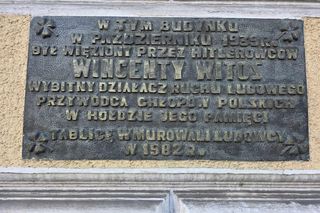 W TYM BUDYNKU
W PAŹDZIERNIKU 1939 R.
BYŁ WIĘZIONY PRZEZ HITLEROWCÓW
WINCENTY WITOS
WYBITNY DZIAŁACZ RUCHU LUDOWEGO
PRZYWÓDCA CHŁOPÓW POLSKICH
W HOŁDZIE JEGO PAMIĘCI
TABLICĘ WMUROWALI LUDOWCY
W 1982 R.